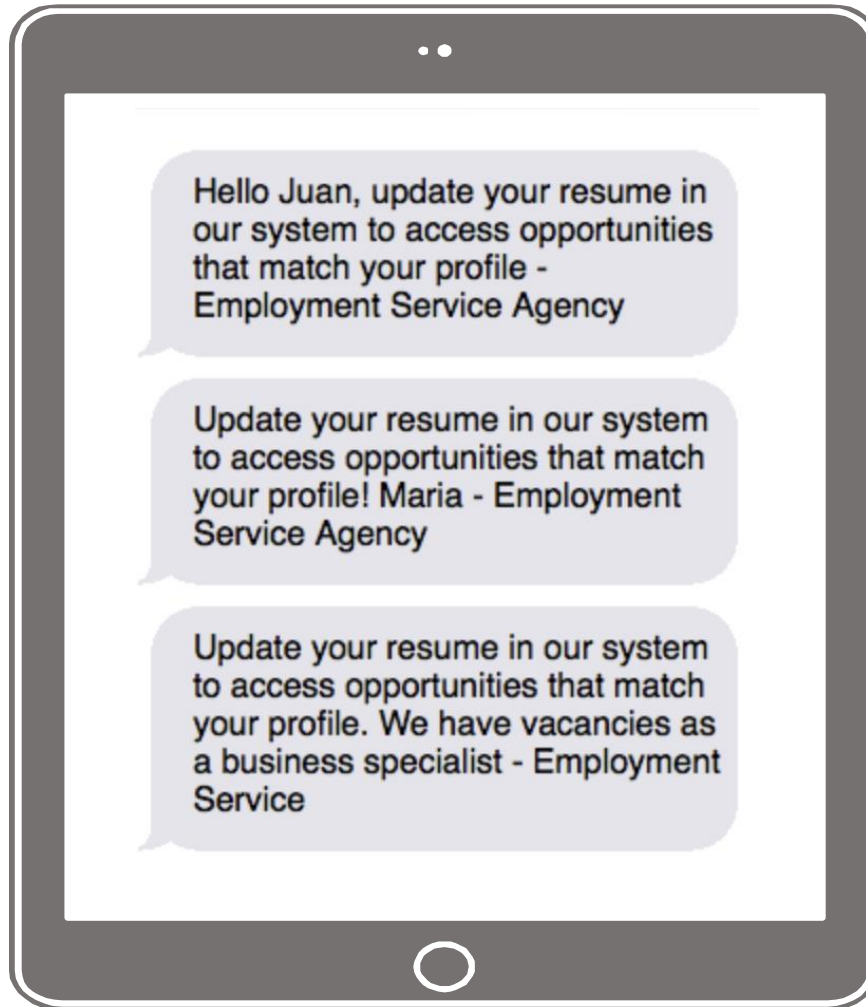 Hello Juan, update your resume in
our system to access opportunities
that match your profile -
Employment Service Agency
Update your resume in our system
to access opportunities that match
your profile! Maria - Employment
Service Agency
Update your resume in our system
to access opportunities that match
your profile. We have vacancies as
a business specialist - Employment
Service